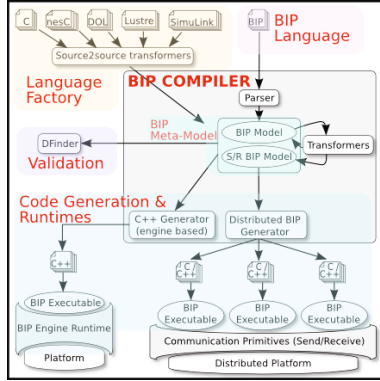 C
nesC
DOL
Lustre
SimuLink
BIP
BIP
Language
Source2source transformers
Language
Factory
BIP COMPILER
Parser
BIP
Meta-Model
BIP Model
S/R BIP Model
Transformers
DFinder
Validation
Code Generation &
Runtimes
C++ Generator
(engine based)
Distributed BIP
Generator
C++
C /
C++
C /
C++
C /
C++
BIP Executable
BIP Engine Runtime
Platform
BIP
Executable
BIP
Executable
BIP
Executable
Communication Primitives (Send/Receive)
Distributed Platform